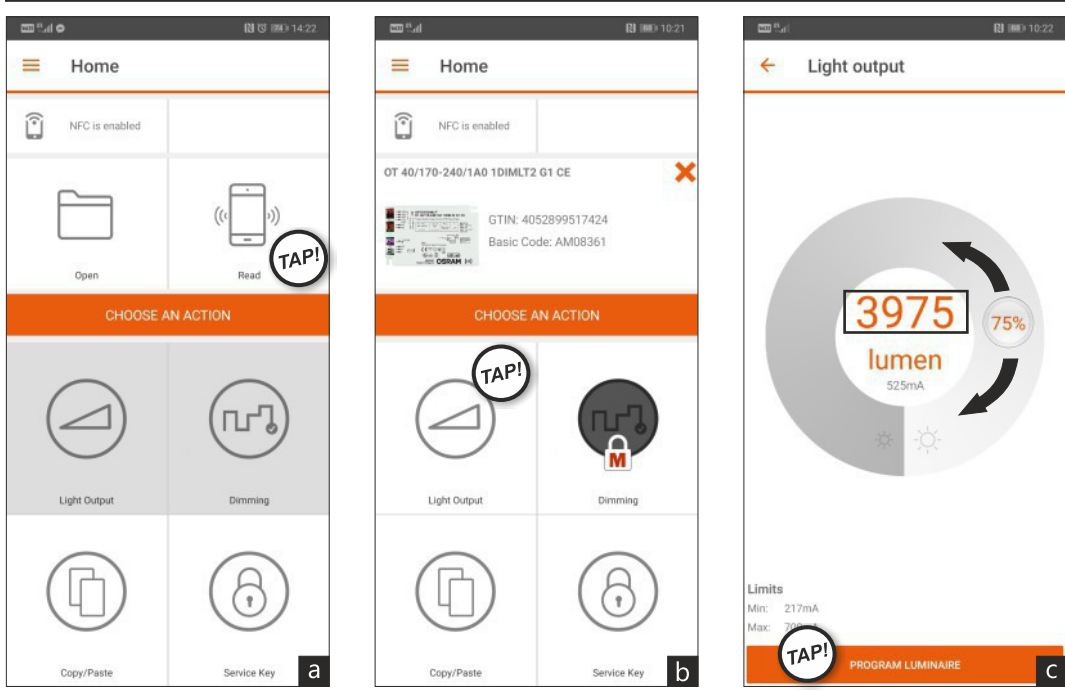 14:22
Home
NFC is enabled
Open
Read
TAP!
CHOOSE AN ACTION
Light Output
Dimming
Copy/Paste
Service Key
a
10:21
Home
NFC is enabled
OT 40/170-240/1A0 1DIMLT2 G1 CE
GTIN: 4052899517424
Basic Code: AM08361
OSRAM
CHOOSE AN ACTION
TAP!
M
Light Output
Dimming
Copy/Paste
Service Key
b
10:22
Light output
3975
75%
lumen
525mA
Limits
Min: 217mA
Max:
TAP!
PROGRAM LUMINAIRE
c